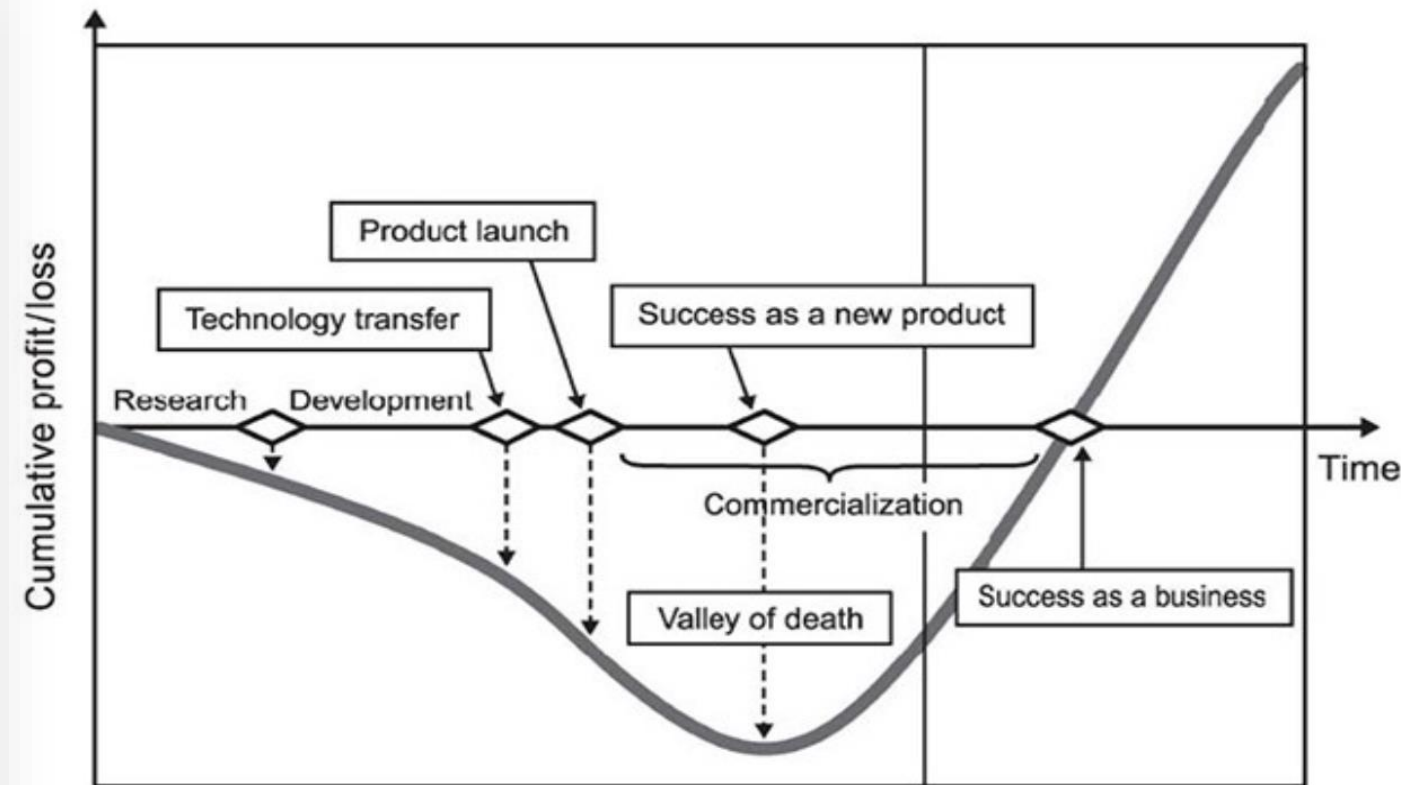 Cumulative profit/loss
Product launch
Technology transfer
Success as a new product
Research
Development
Time
Commercialization
Success as a business
Valley of death